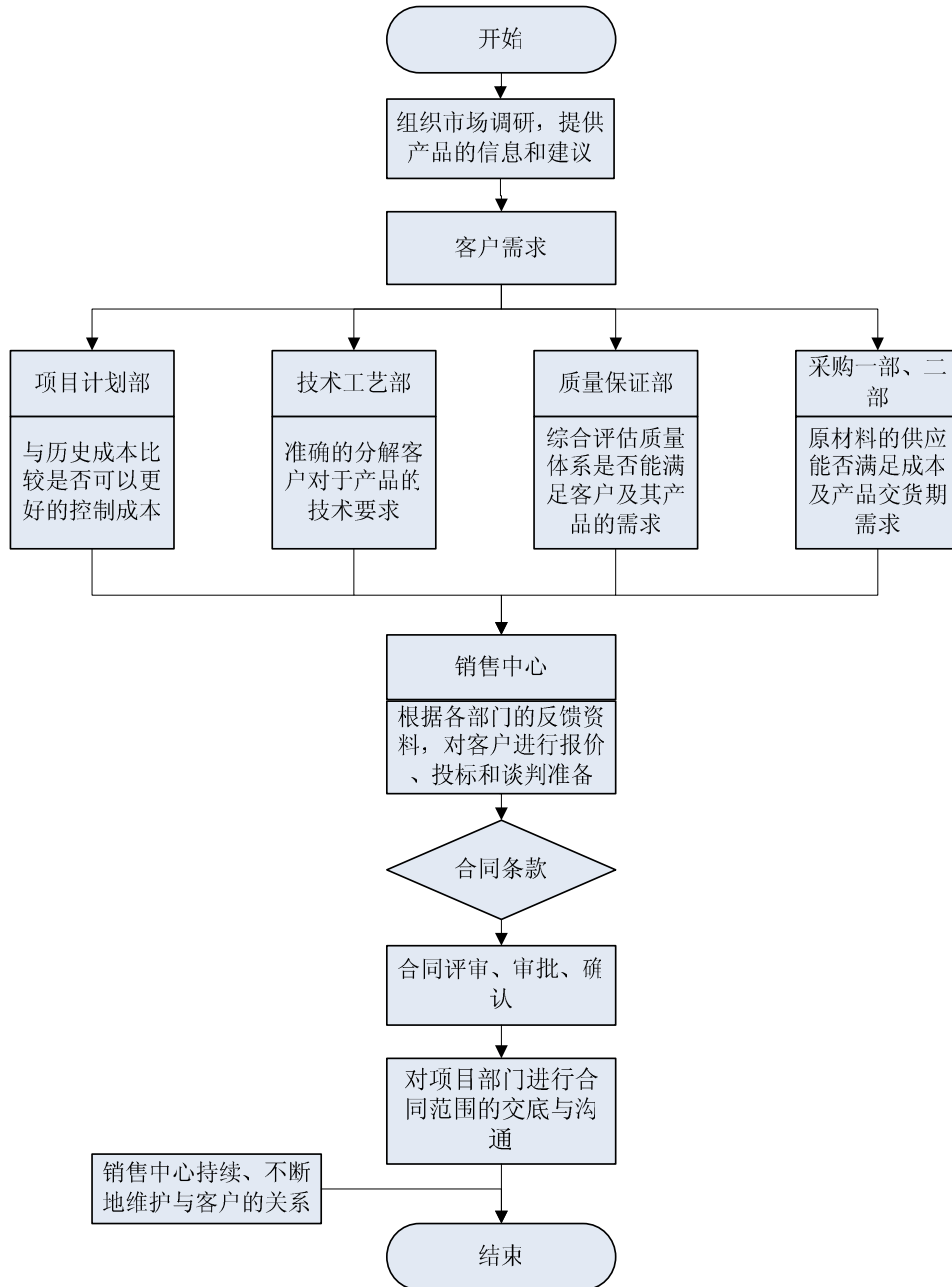 开始
组织市场调研，提供
产品的信息和建议
客户需求
项目计划部
与历史成本比
较是否可以更
好的控制成本
技术工艺部
准确的分解客
户对于产品的
技术要求
质量保证部
综合评估质量
体系是否能满
足客户及其产
品的需求
采购一部、二
部
原材料的供应
能否满足成本
及产品交货期
需求
销售中心
根据各部门的反馈资
料，对客户进行报价
、投标和谈判准备
合同条款
合同评审、审批、确
认
对项目部门进行合
同范围的交底与沟
通
销售中心持续、不断
地维护与客户的关系
结束